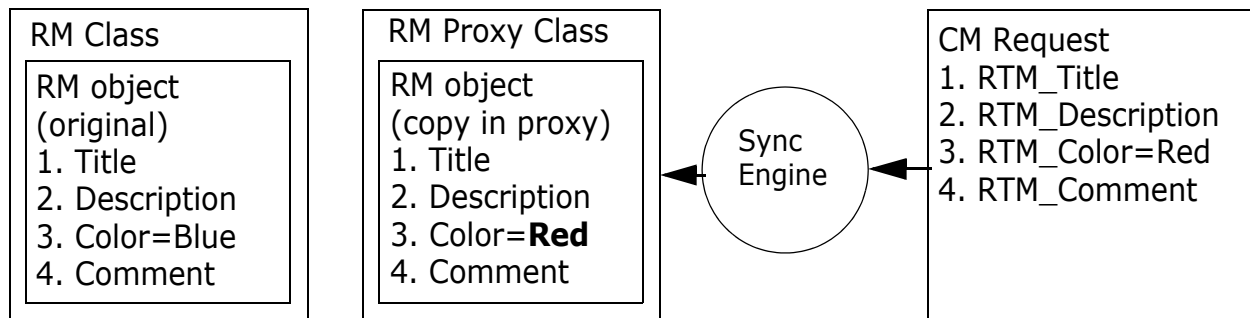 RM Class
RM object
(original)
1. Title
2. Description
3. Color=Blue
4. Comment
RM Proxy Class
RM object
(copy in proxy)
1. Title
2. Description
3. Color=Red
4. Comment
Sync
Engine
CM Request
1. RTM_Title
2. RTM_Description
3. RTM_Color=Red
4. RTM_Comment